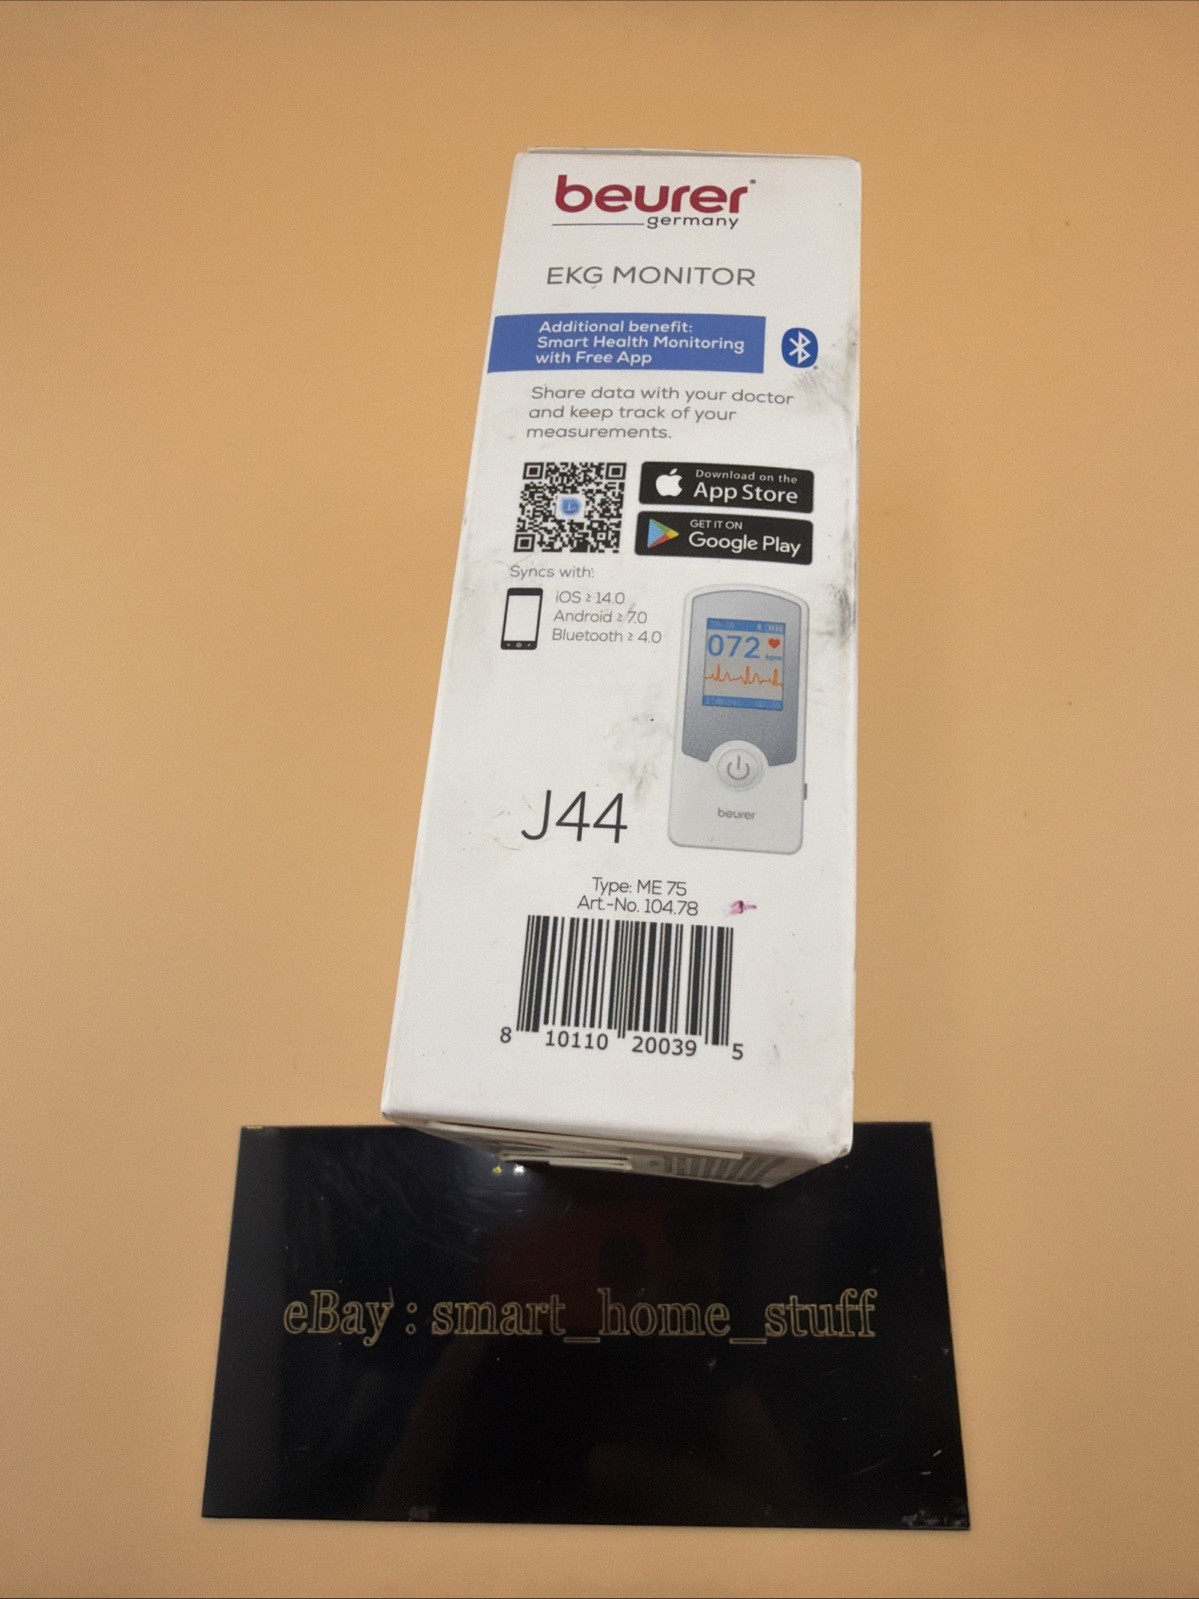 beurer
germany
EKG MONITOR
Additional benefit:
Smart Health Monitoring
with Free App
Share data with your doctor
and keep track of your
measurements.
Download on the
App Store
GET IT ON
Google Play
Syncs with:
iOS ≥ 14.0
Android ≥ 7.0
Bluetooth ≥ 4.0
072
bpm
beurer
J44
Type: ME 75
Art.-No. 104.78
8 10110 20039 5
eBay : smart_home_stuff